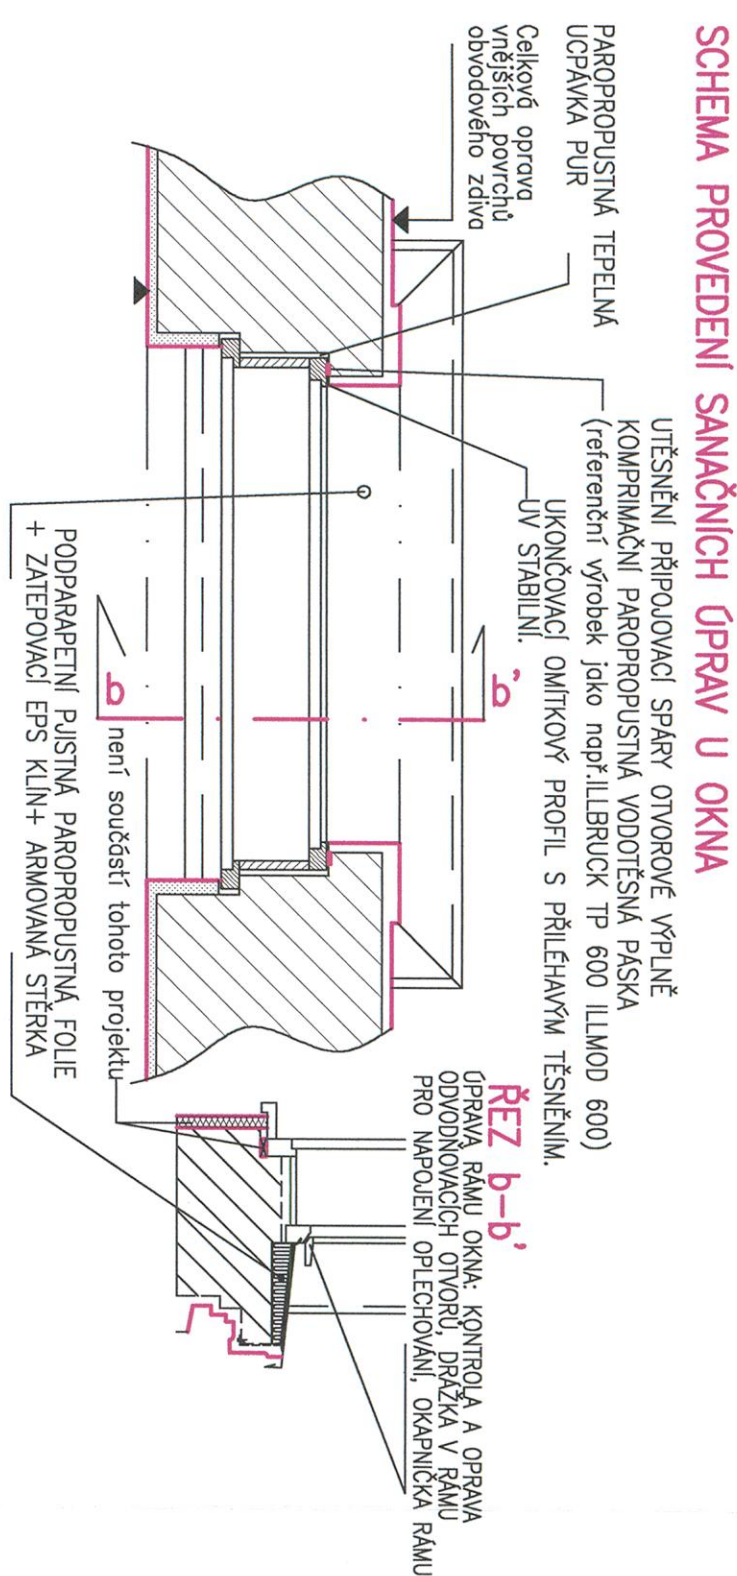 SCHEMA PROVEDENÍ SANAČNÍCH ÚPRAV U OKNA
PAROPROPUSTNÁ TEPELNÁ
UCPÁVKA PUR
Celková oprava
vnějších povrchů
obvodového zdiva
UTĚSNĚNÍ PŘIPOJOVACÍ SPÁRY OTVOROVÉ VÝPLNĚ
KOMPRIMAČNÍ PAROPROPUSTNÁ VODOTĚSNÁ PÁSKA
(referenční výrobek jako např.ILLBRUCK TP 600 ILLMOD 600)
UKONČOVACÍ OMÍTKOVÝ PROFIL S PŘILÉHAVÝM TĚSNĚNÍM.
UV STABILNÍ.
b'
b
není součástí tohoto projektu
PODPARAPETNÍ PJISTNÁ PAROPROPUSTNÁ FOLIE
+ ZATEPOVACÍ EPS KLÍN+ ARMOVANÁ STĚRKA
ŘEZ b-b'
ÚPRAVA RÁMU OKNA: KONTROLA A OPRAVA
ODVODŇOVACÍCH OTVORŮ, DRÁŽKA V RÁMU
PRO NAPOJENÍ OPLECHOVÁNÍ, OKAPNIČKA RÁMU